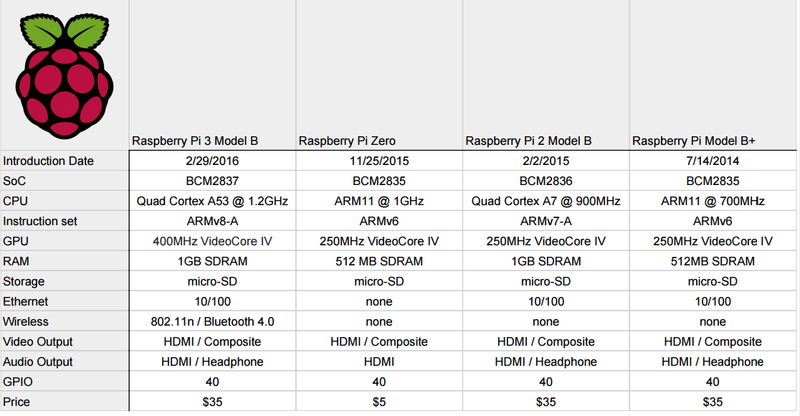 Raspberry Pi 3 Model B Raspberry Pi Zero Raspberry Pi 2 Model B Raspberry Pi Model B+
Introduction Date 2/29/2016 11/25/2015 2/2/2015 7/14/2014
SoC BCM2837 BCM2835 BCM2836 BCM2835
CPU Quad Cortex A53 @ 1.2GHz ARM11 @ 1GHz Quad Cortex A7 @ 900MHz ARM11 @ 700MHz
Instruction set ARMv8-A ARMv6 ARMv7-A ARMv6
GPU 400MHz VideoCore IV 250MHz VideoCore IV 250MHz VideoCore IV 250MHz VideoCore IV
RAM 1GB SDRAM 512 MB SDRAM 1GB SDRAM 512MB SDRAM
Storage micro-SD micro-SD micro-SD micro-SD
Ethernet 10/100 none 10/100 10/100
Wireless 802.11n / Bluetooth 4.0 none none none
Video Output HDMI / Composite HDMI / Composite HDMI / Composite HDMI / Composite
Audio Output HDMI / Headphone HDMI HDMI / Headphone HDMI / Headphone
GPIO 40 40 40 40
Price $35 $5 $35 $35